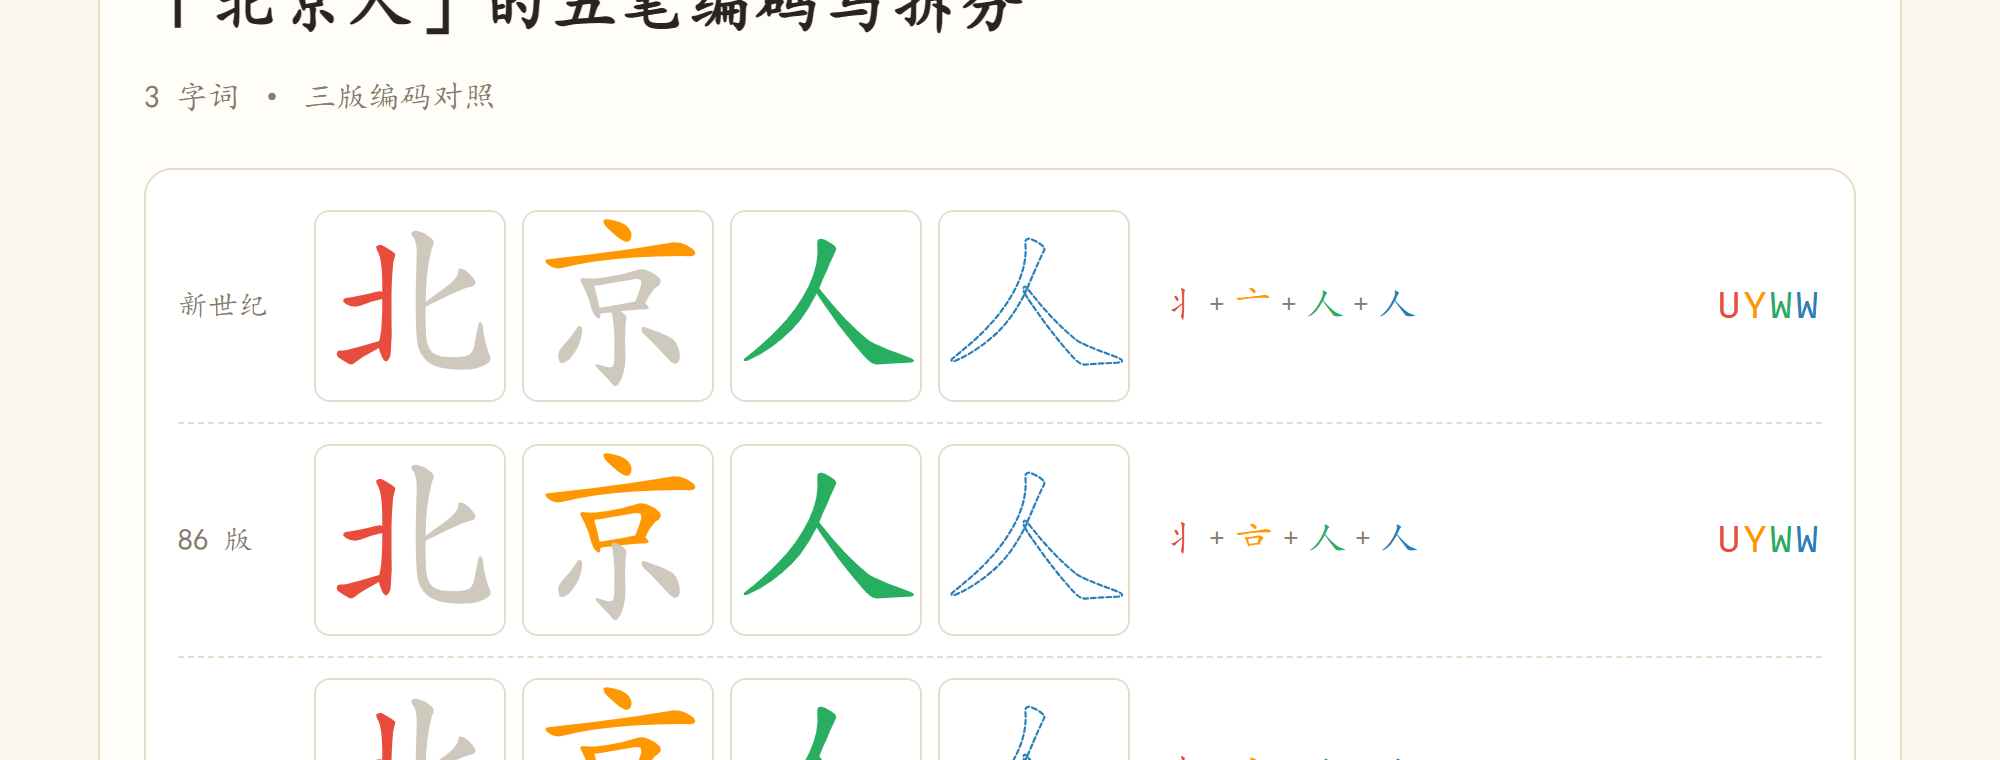 「北京人」的五笔编码与拆分
3 字词 • 三版编码对照
新世纪 北 京 人 人 丬 + 亠 + 人 + 人 UYWW
86 版 北 京 人 人 丬 + 𠅃 + 人 + 人 UYWW